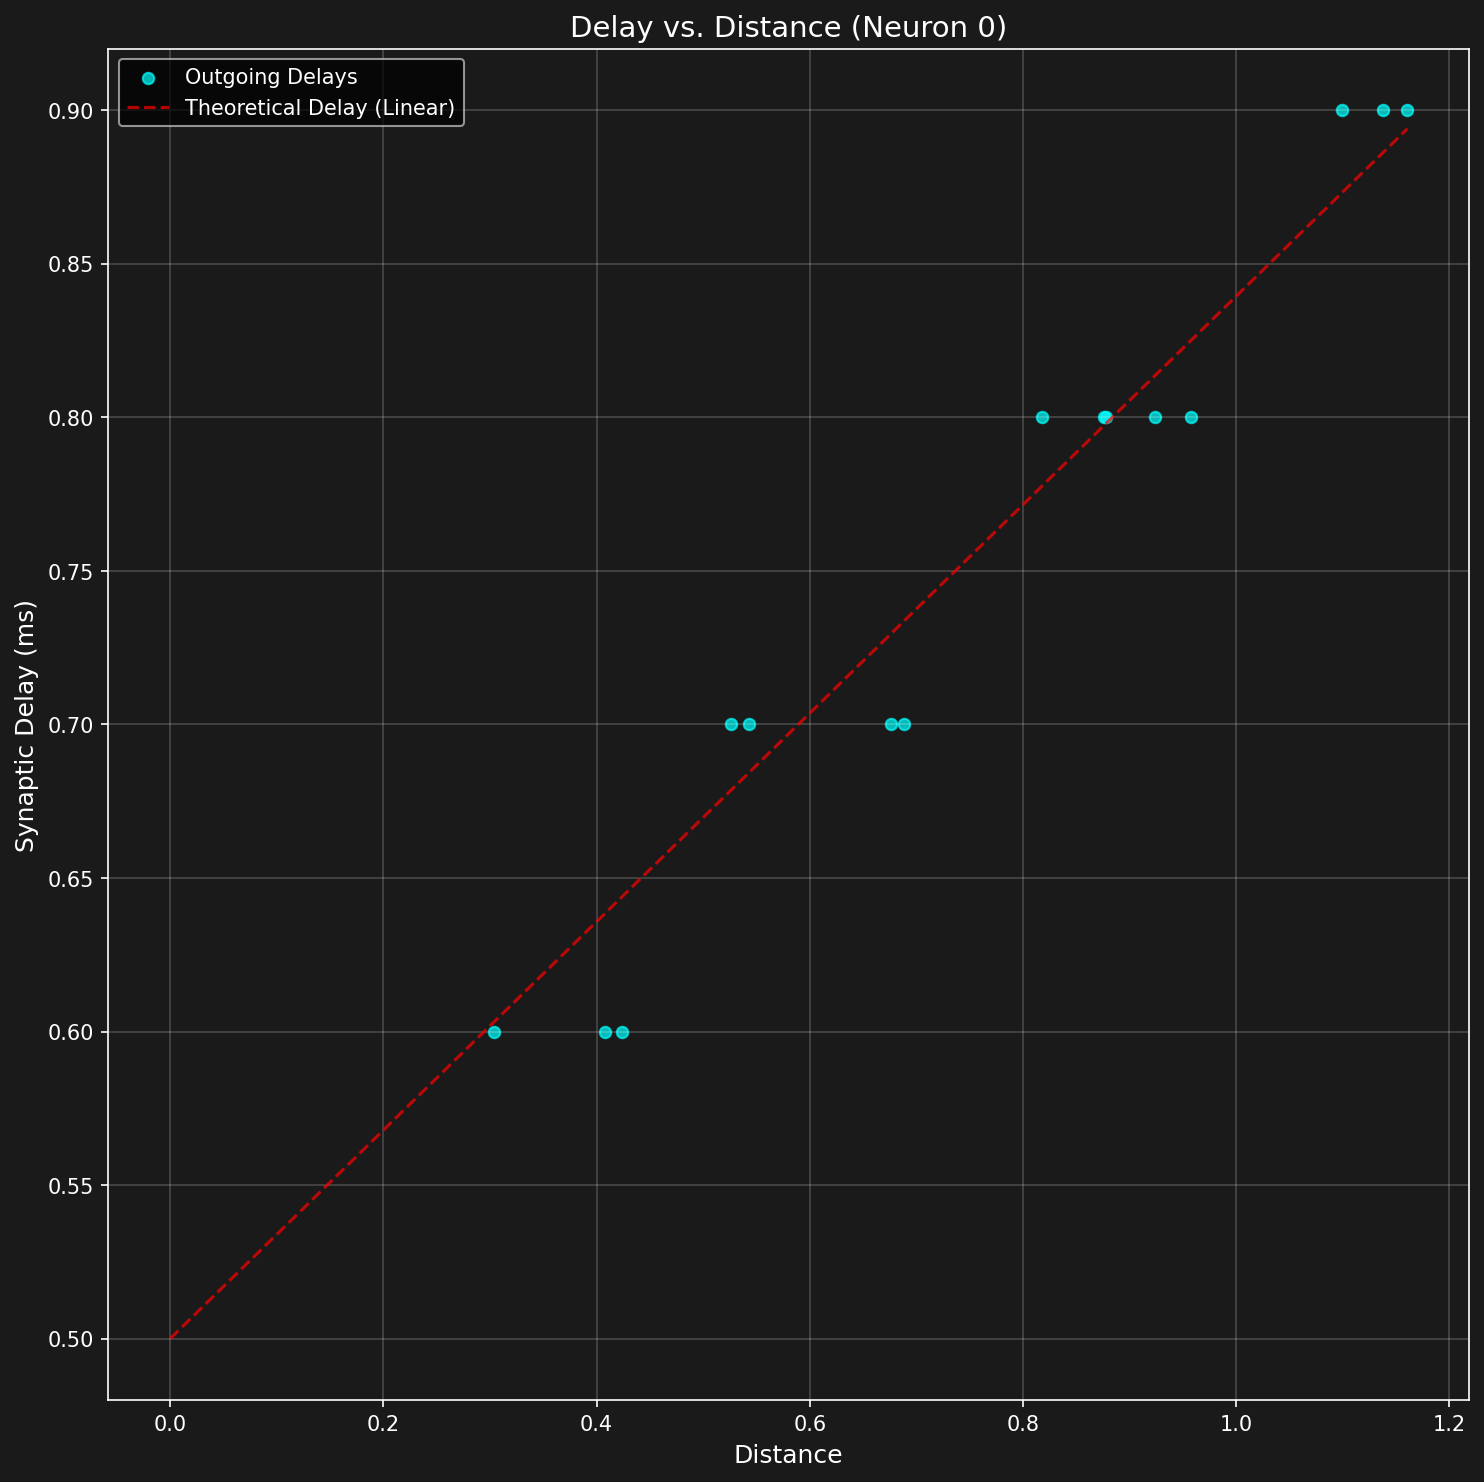 Delay vs. Distance (Neuron 0)
Outgoing Delays
Theoretical Delay (Linear)
0.90
0.85
0.80
0.75
0.70
0.65
0.60
0.55
0.50
Synaptic Delay (ms)
0.0 0.2 0.4 0.6 0.8 1.0 1.2
Distance